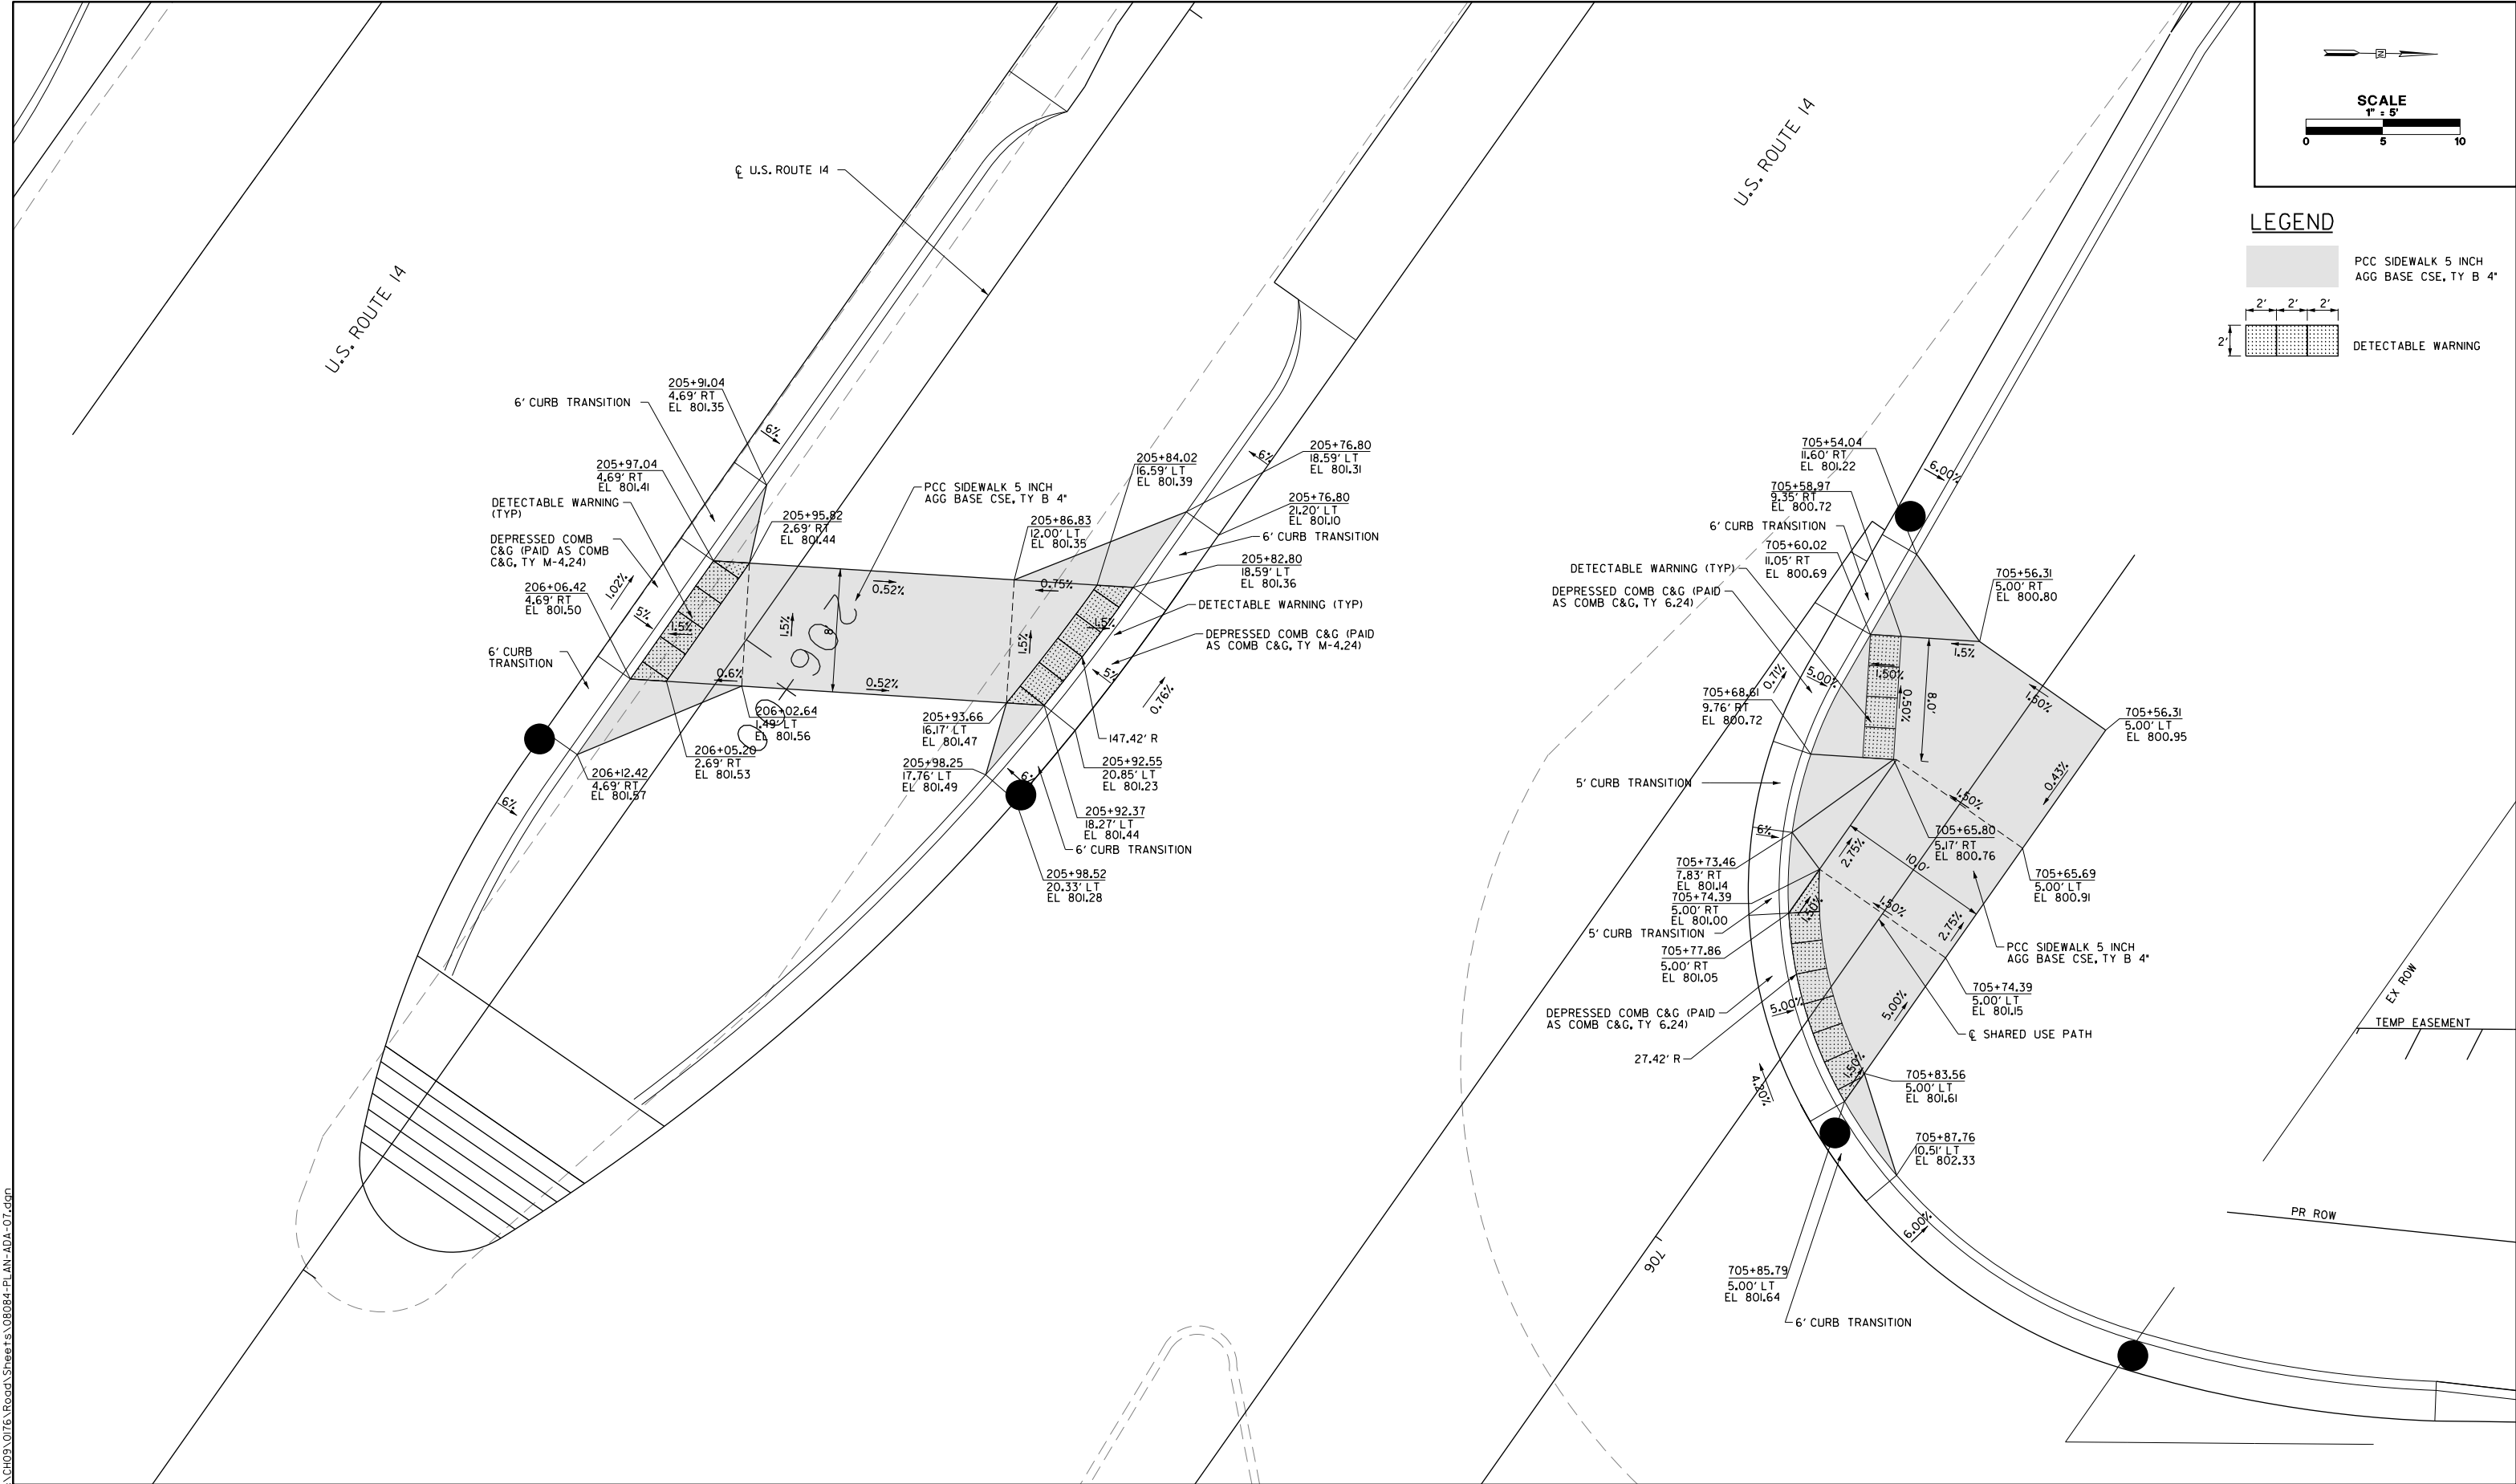 SCALE
1" = 5'
0 5 10
LEGEND
PCC SIDEWALK 5 INCH
AGG BASE CSE, TY B 4"
2' 2' 2'
2'
DETECTABLE WARNING
U.S. ROUTE 14
℄ U.S. ROUTE 14
U.S. ROUTE 14
205+91.04
4.69' RT
EL 801.35
6' CURB TRANSITION
6%
205+97.04
4.69' RT
EL 801.41
DETECTABLE WARNING
(TYP)
DEPRESSED COMB
C&G (PAID AS COMB
C&G, TY M-4.24)
1.02%
206+06.42
4.69' RT
EL 801.50
5%
1.5%
6' CURB
TRANSITION
206+12.42
4.69' RT
EL 801.57
6%
205+95.82
2.69' RT
EL 801.44
PCC SIDEWALK 5 INCH
AGG BASE CSE, TY B 4"
0.52%
1.5%
8'
0.6%
0.52%
206+02.64
1.49' LT
EL 801.56
206+05.20
2.69' RT
EL 801.53
205+86.83
12.00' LT
EL 801.35
0.75%
1.5%
205+84.02
16.59' LT
EL 801.39
6%
205+76.80
18.59' LT
EL 801.31
205+76.80
21.20' LT
EL 801.10
6' CURB TRANSITION
205+82.80
18.59' LT
EL 801.36
DETECTABLE WARNING (TYP)
1.5%
DEPRESSED COMB C&G (PAID
AS COMB C&G, TY M-4.24)
5%
0.76%
147.42' R
205+93.66
16.17' LT
EL 801.47
205+98.25
17.76' LT
EL 801.49
205+92.55
20.85' LT
EL 801.23
205+92.37
18.27' LT
EL 801.44
6' CURB TRANSITION
205+98.52
20.33' LT
EL 801.28
705+54.04
11.60' RT
EL 801.22
6.00%
705+58.97
9.35' RT
EL 800.72
6' CURB TRANSITION
705+60.02
11.05' RT
EL 800.69
DETECTABLE WARNING (TYP)
DEPRESSED COMB C&G (PAID
AS COMB C&G, TY 6.24)
0.71%
5.00%
705+68.61
9.76' RT
EL 800.72
1.50%
0.50%
8.0'
1.5%
705+56.31
5.00' RT
EL 800.80
1.50%
705+56.31
5.00' LT
EL 800.95
0.43%
5' CURB TRANSITION
6%
1.50%
705+65.80
5.17' RT
EL 800.76
705+65.69
5.00' LT
EL 800.91
2.75%
10.0'
705+73.46
7.83' RT
EL 801.14
705+74.39
5.00' RT
EL 801.00
5' CURB TRANSITION
705+77.86
5.00' RT
EL 801.05
1.50%
1.50%
2.75%
PCC SIDEWALK 5 INCH
AGG BASE CSE, TY B 4"
705+74.39
5.00' LT
EL 801.15
DEPRESSED COMB C&G (PAID
AS COMB C&G, TY 6.24)
5.00%
5.00%
℄ SHARED USE PATH
27.42' R
4.20%
1.50%
705+83.56
5.00' LT
EL 801.61
705+87.76
10.51' LT
EL 802.33
6.00%
706
705+85.79
5.00' LT
EL 801.64
6' CURB TRANSITION
EX ROW
TEMP EASEMENT
PR ROW
\CH09\0176\Road\Sheets\08084-PLAN-ADA-07.dgn